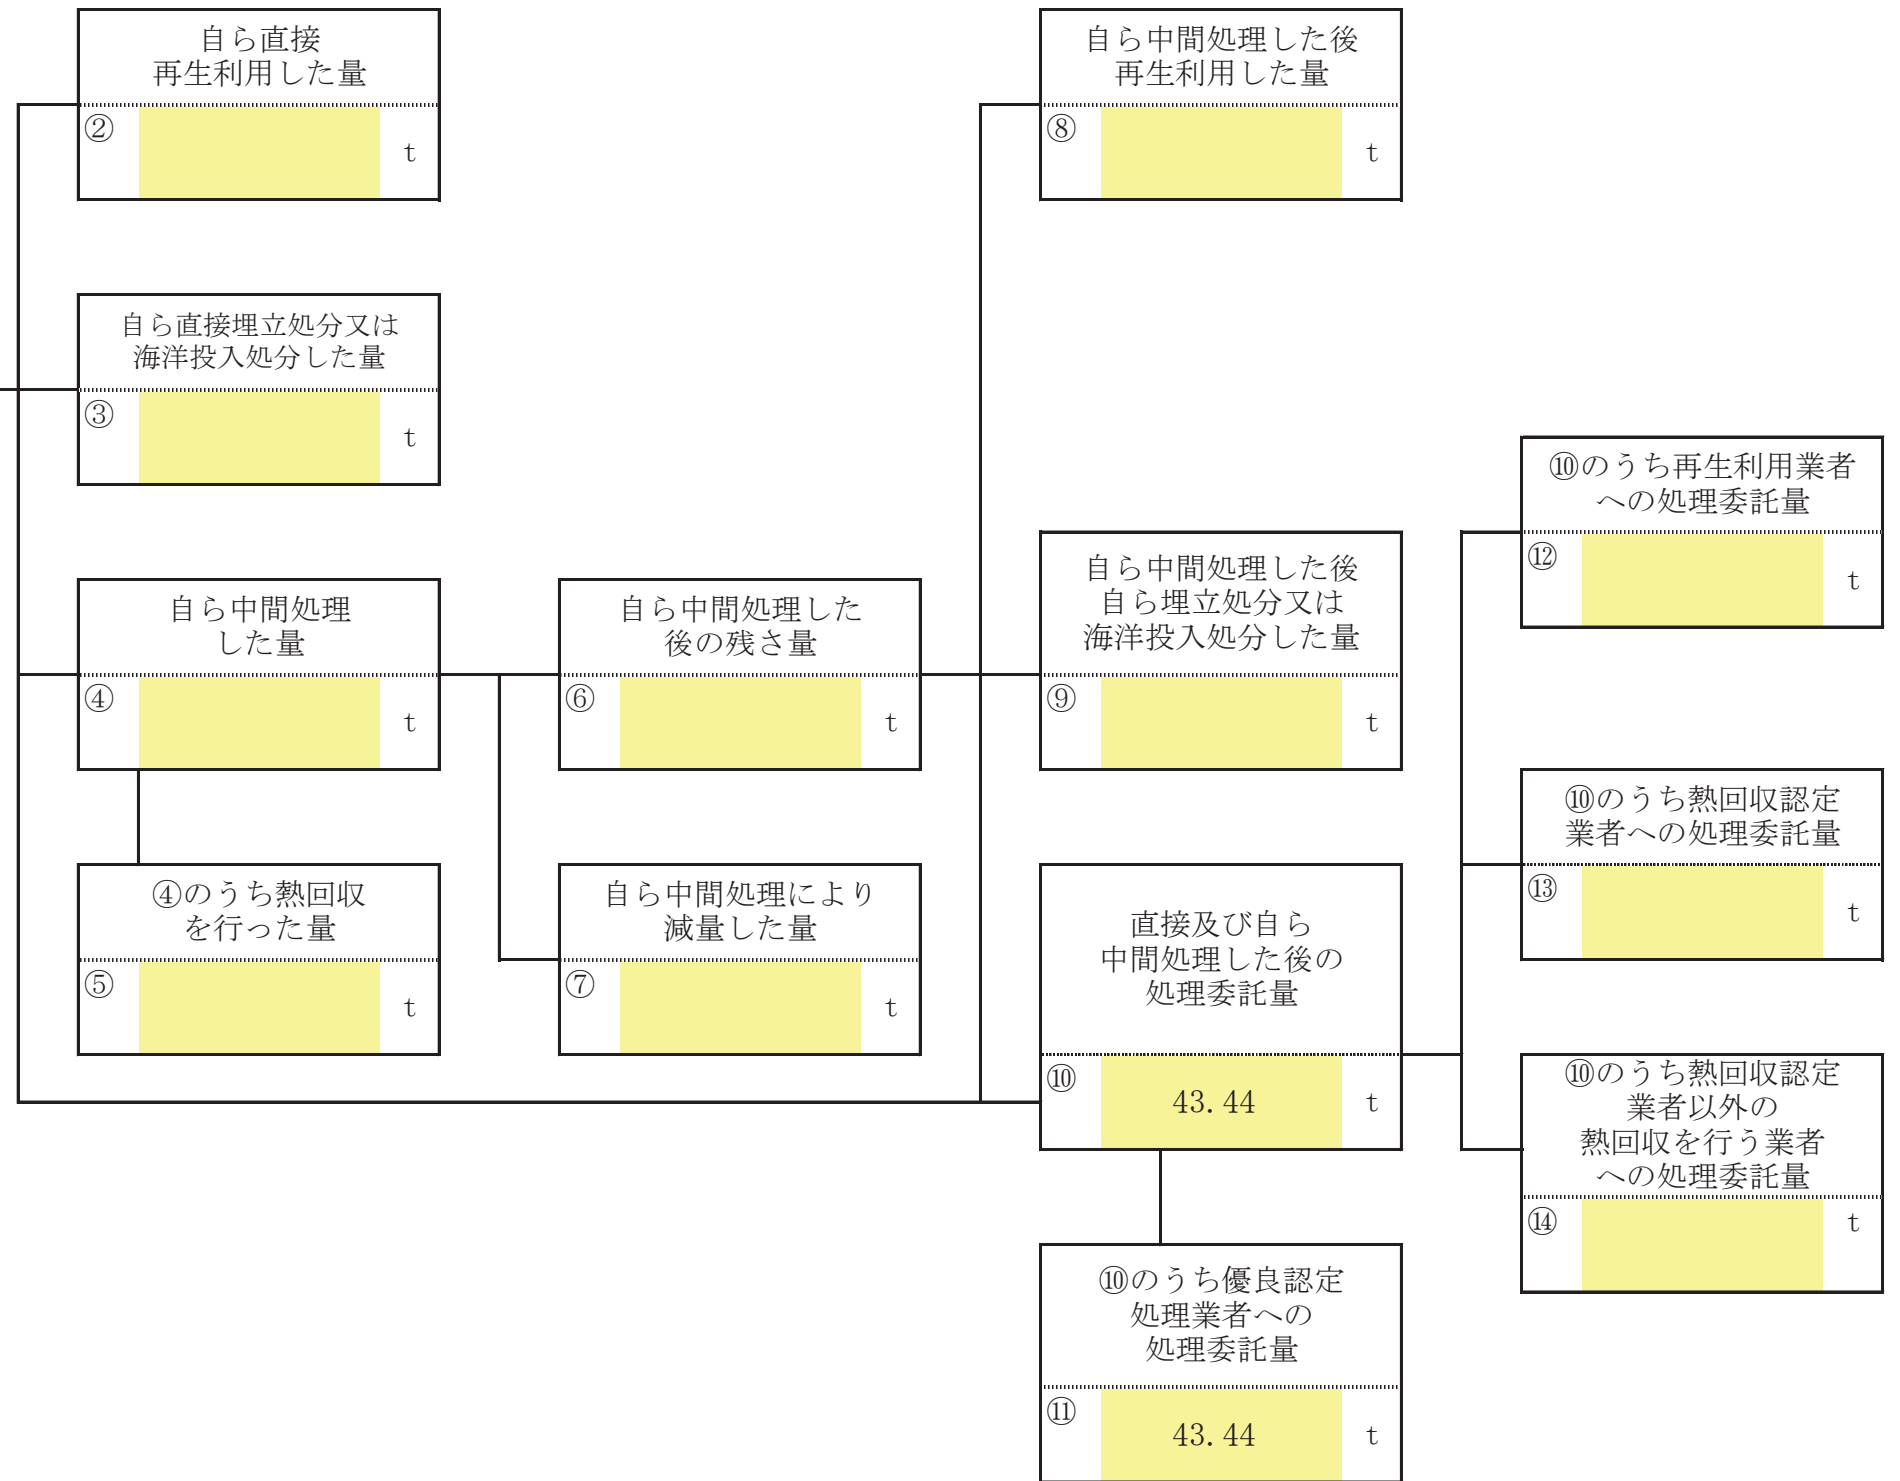 自ら直接
再生利用した量
②
t
自ら直接埋立処分又は
海洋投入処分した量
③
t
自ら中間処理
した量
④
t
④のうち熱回収
を行った量
⑤
t
自ら中間処理した
後の残さ量
⑥
t
自ら中間処理により
減量した量
⑦
t
自ら中間処理した後
再生利用した量
⑧
t
自ら中間処理した後
自ら埋立処分又は
海洋投入処分した量
⑨
t
直接及び自ら
中間処理した後の
処理委託量
⑩ 43.44 t
⑩のうち優良認定
処理業者への
処理委託量
⑪ 43.44 t
⑩のうち再生利用業者
への処理委託量
⑫
t
⑩のうち熱回収認定
業者への処理委託量
⑬
t
⑩のうち熱回収認定
業者以外の
熱回収を行う業者
への処理委託量
⑭
t